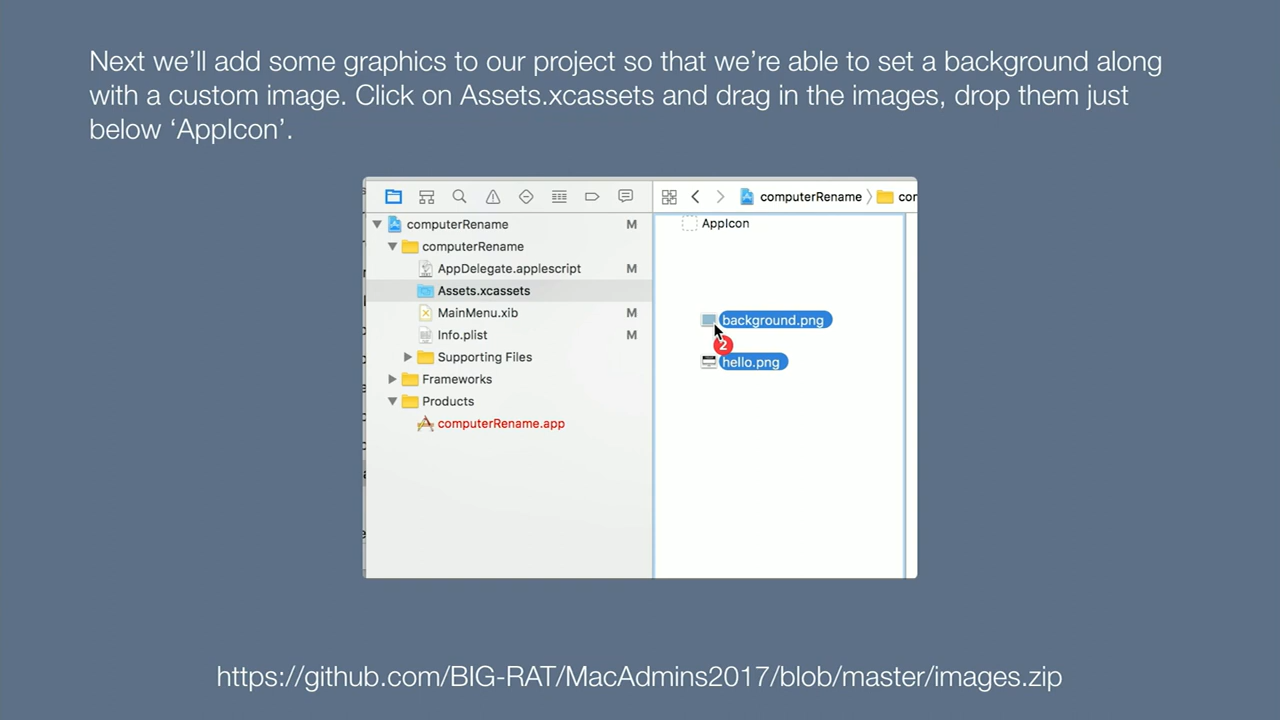 Next we’ll add some graphics to our project so that we’re able to set a background along
with a custom image. Click on Assets.xcassets and drag in the images, drop them just
below ‘AppIcon’.
computerRename
com
computerRename M
AppIcon
computerRename
AppDelegate.applescript M
Assets.xcassets
MainMenu.xib M
background.png
Info.plist M
2
Supporting Files
hello.png
Frameworks
Products
computerRename.app
https://github.com/BIG-RAT/MacAdmins2017/blob/master/images.zip